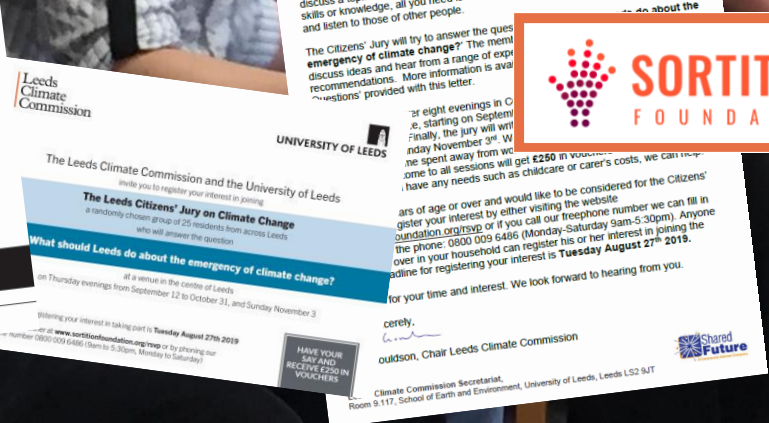 discuss a top
skills or knowledge, all you need
and listen to those of other people.
The Citizens' Jury will try to answer the ques do about the
emergency of climate change?' The memb
discuss ideas and hear from a range of expe
recommendations. More information is avai
Questions' provided with this letter.
er eight evenings in C
e, starting on Septem
Finally, the jury will writ
nday November 3rd. W
me spent away from wo
ome to all sessions will get £250 in vouchers
have any needs such as childcare or carer's costs, we can help.
ars of age or over and would like to be considered for the Citizens'
gister your interest by either visiting the website
oundation.org/rsvp or if you call our freephone number we can fill in
the phone: 0800 009 6486 (Monday-Saturday 9am-5:30pm). Anyone
over in your household can register his or her interest in joining the
adline for registering your interest is Tuesday August 27th 2019.
for your time and interest. We look forward to hearing from you.
cerely,
ouldson, Chair Leeds Climate Commission
Climate Commission Secretariat,
Room 9.117, School of Earth and Environment, University of Leeds, Leeds LS2 9JT
Shared
Future
SORTIT
FOUNDA
Leeds
Climate
Commission
UNIVERSITY OF LEEDS
The Leeds Climate Commission and the University of Leeds
invite you to register your interest in joining
The Leeds Citizens' Jury on Climate Change
a randomly chosen group of 25 residents from across Leeds
who will answer the question
What should Leeds do about the emergency of climate change?
at a venue in the centre of Leeds
on Thursday evenings from September 12 to October 31, and Sunday November 3
gistering your interest in taking part is Tuesday August 27th 2019
er at www.sortitionfoundation.org/rsvp or by phoning our
number 0800 009 6486 (9am to 5:30pm, Monday to Saturday)
HAVE YOUR
SAY AND
RECEIVE £250 IN
VOUCHERS